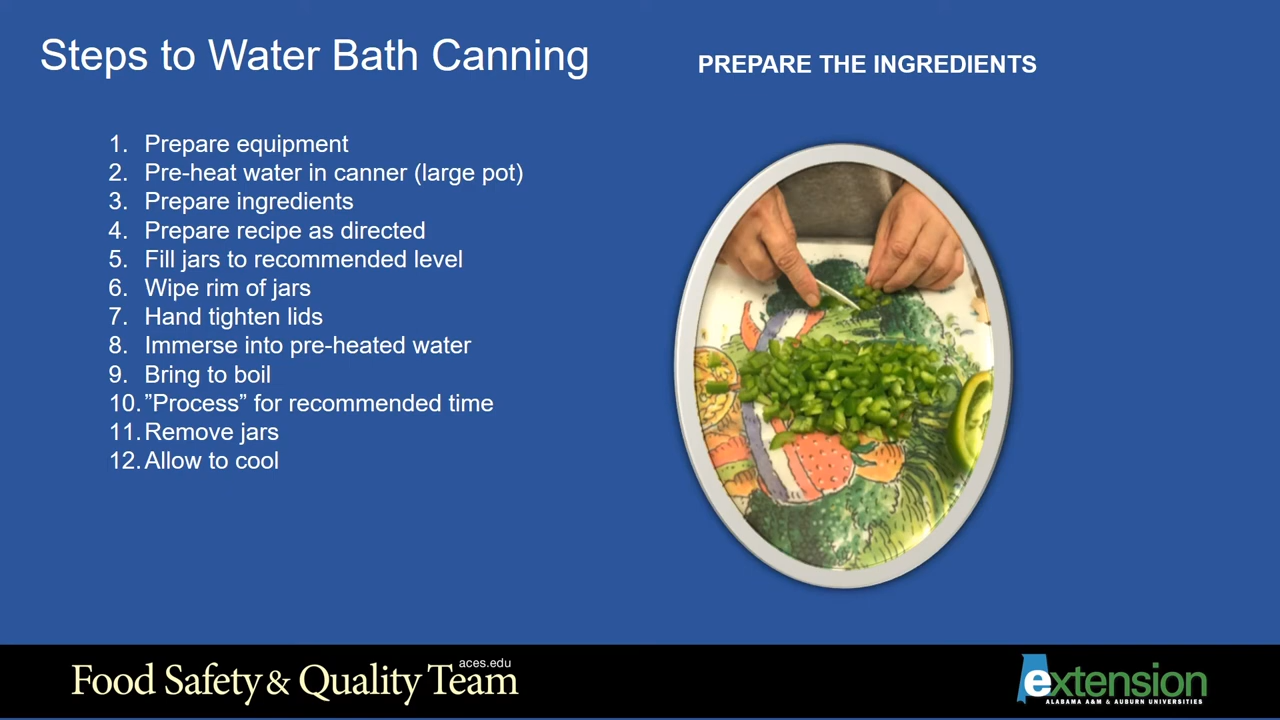 Steps to Water Bath Canning
PREPARE THE INGREDIENTS
1. Prepare equipment
2. Pre-heat water in canner (large pot)
3. Prepare ingredients
4. Prepare recipe as directed
5. Fill jars to recommended level
6. Wipe rim of jars
7. Hand tighten lids
8. Immerse into pre-heated water
9. Bring to boil
10. ”Process” for recommended time
11. Remove jars
12. Allow to cool
Food Safety & Quality Team
aces.edu
extension
ALABAMA A&M & AUBURN UNIVERSITIES